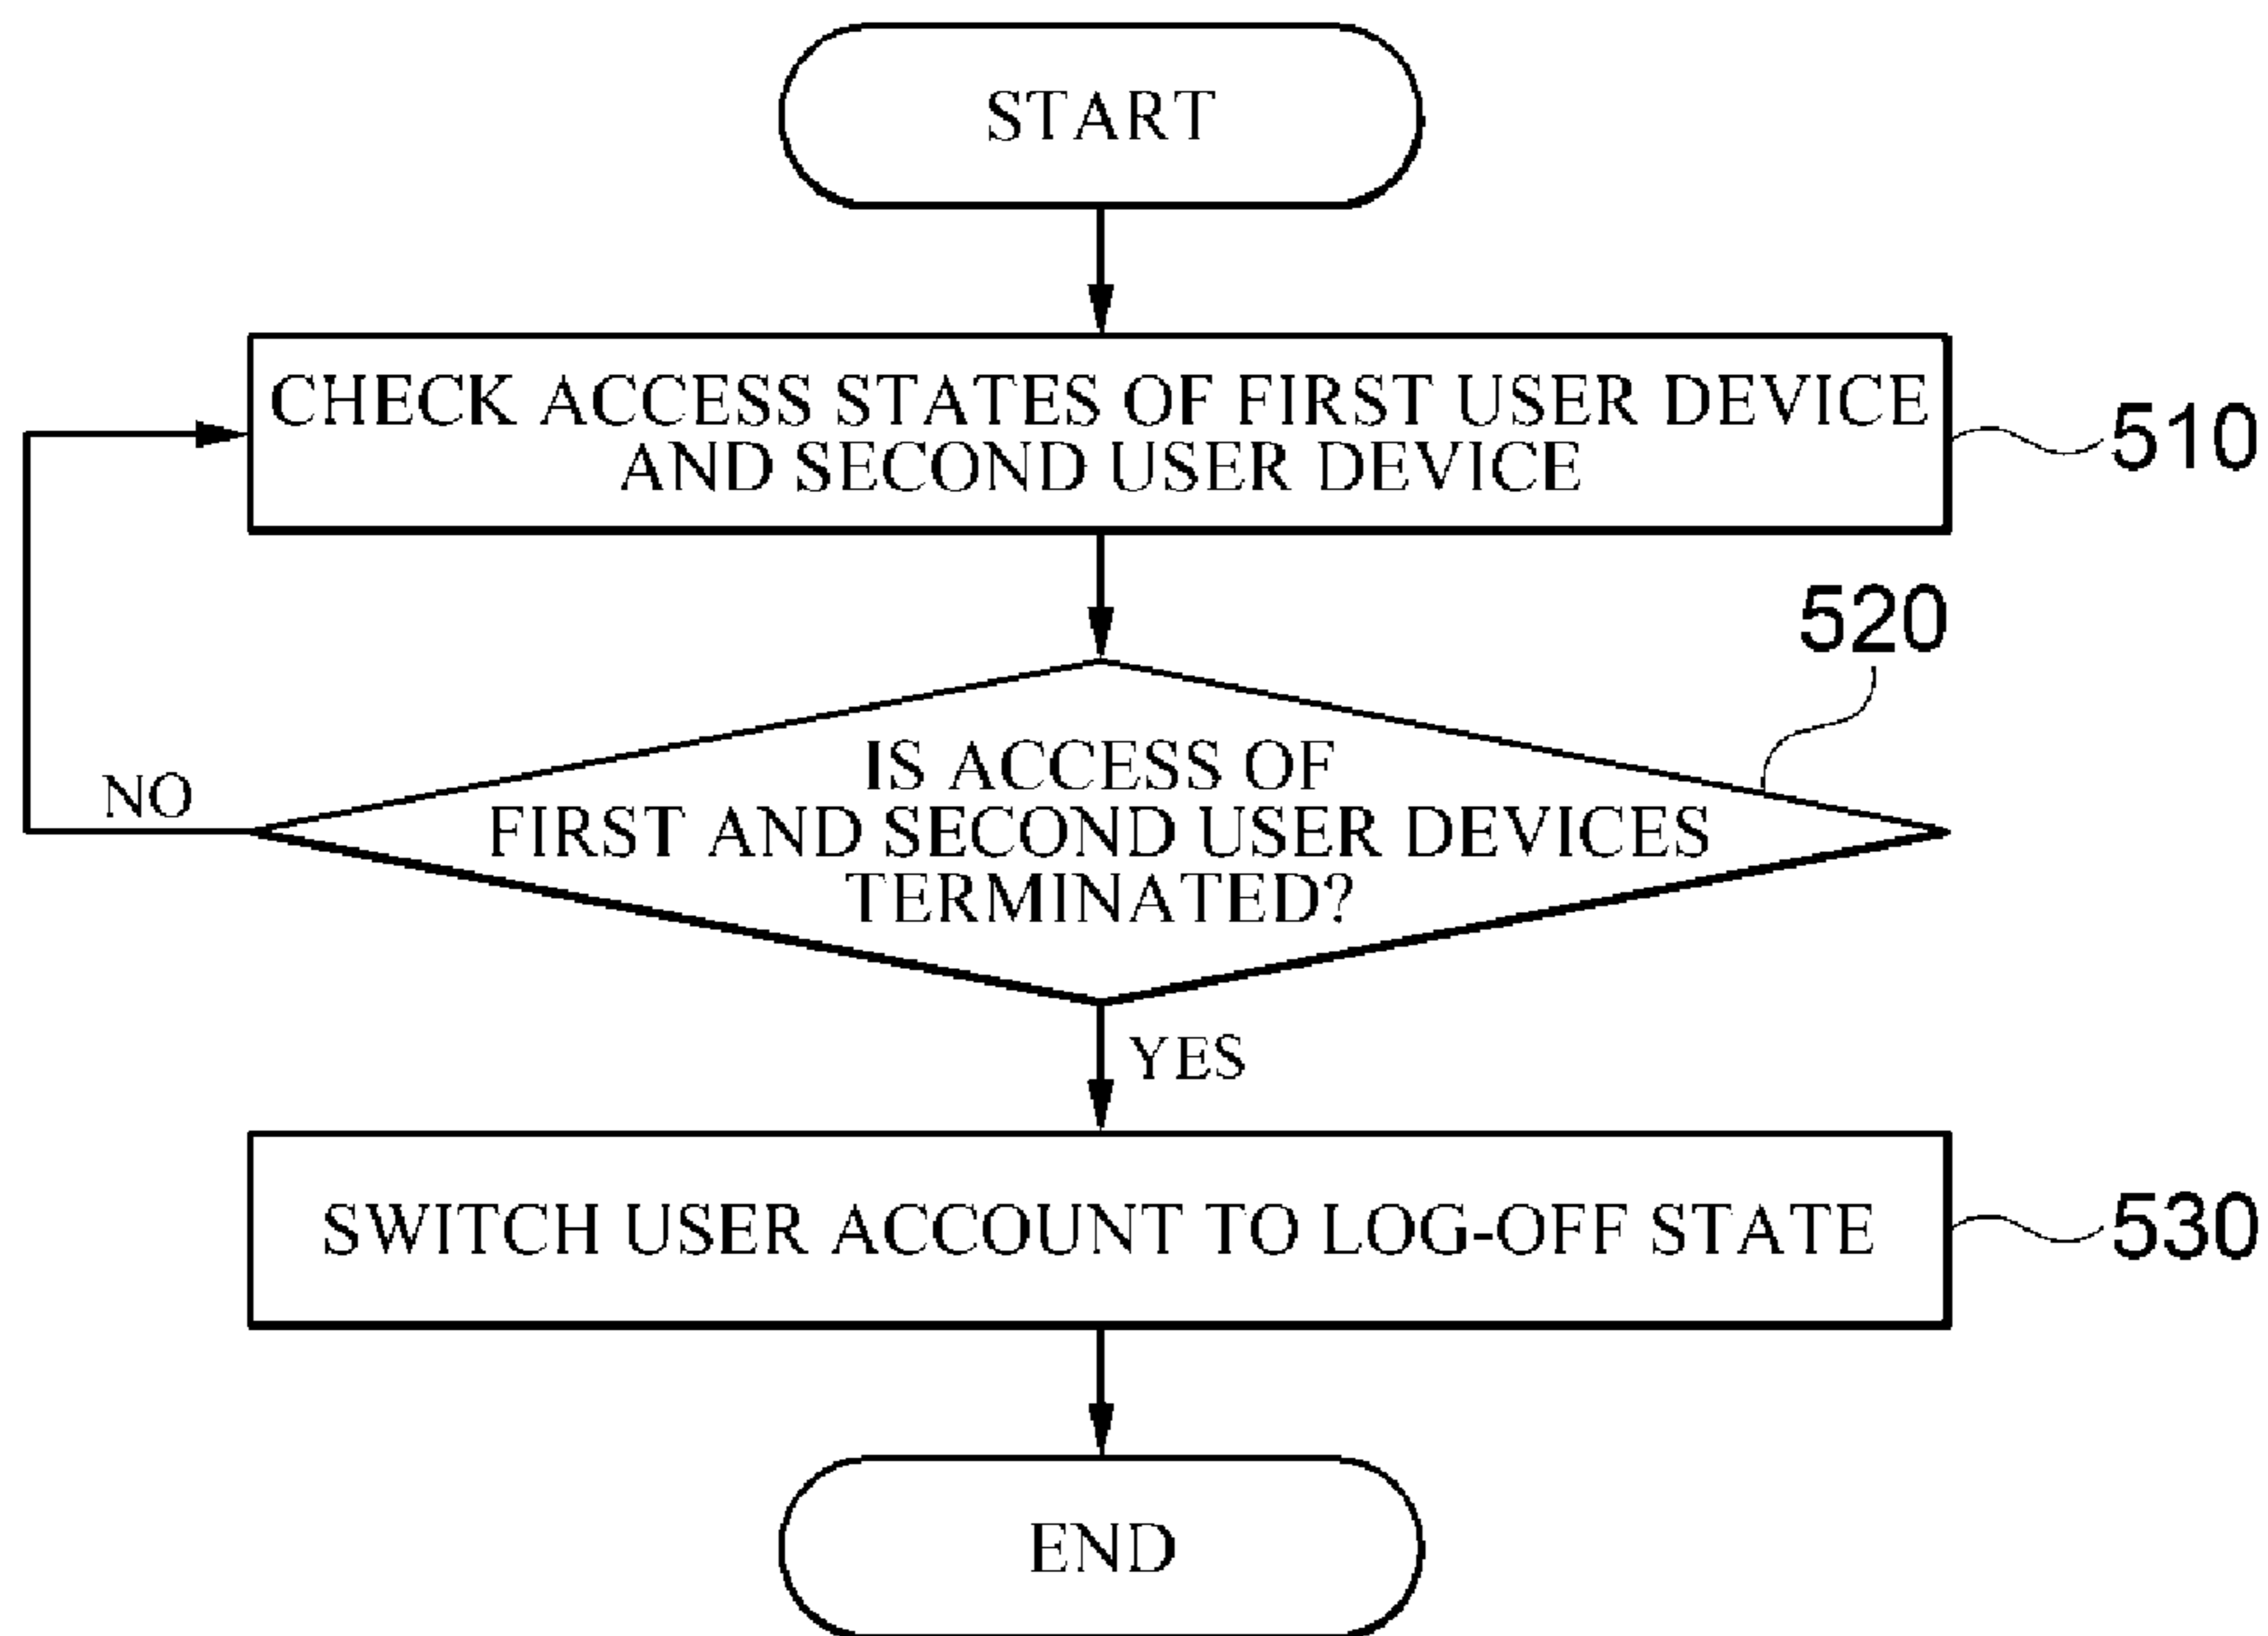 START
CHECK ACCESS STATES OF FIRST USER DEVICE
AND SECOND USER DEVICE
510
520
IS ACCESS OF
FIRST AND SECOND USER DEVICES
TERMINATED?
NO
YES
SWITCH USER ACCOUNT TO LOG-OFF STATE
530
END